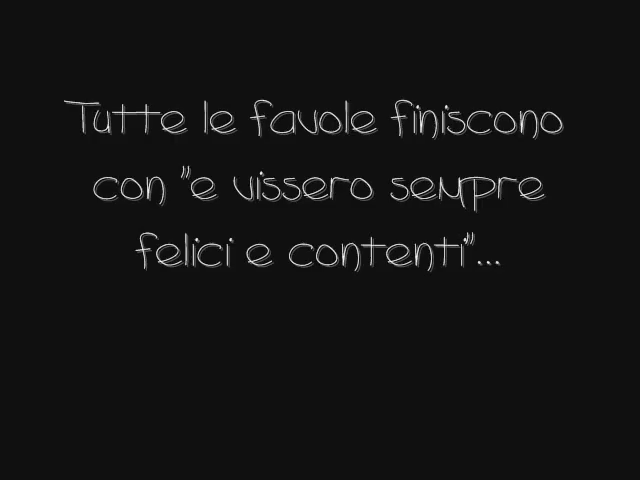 Tutte le favole finiscono
con "e vissero sempre
felici e contenti"...